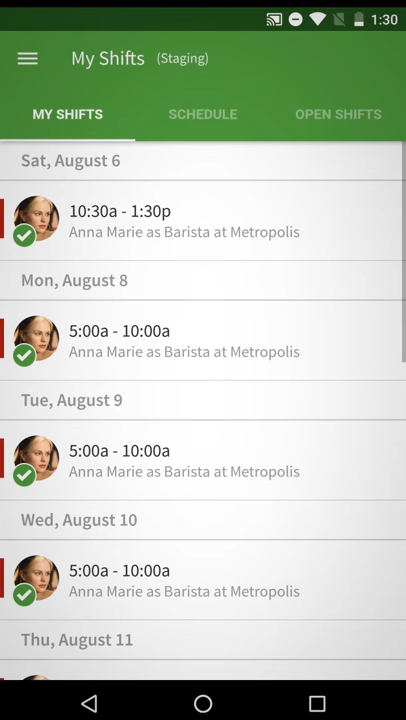 1:30
My Shifts (Staging)
MY SHIFTS SCHEDULE OPEN SHIFTS
Sat, August 6
10:30a - 1:30p
Anna Marie as Barista at Metropolis
Mon, August 8
5:00a - 10:00a
Anna Marie as Barista at Metropolis
Tue, August 9
5:00a - 10:00a
Anna Marie as Barista at Metropolis
Wed, August 10
5:00a - 10:00a
Anna Marie as Barista at Metropolis
Thu, August 11